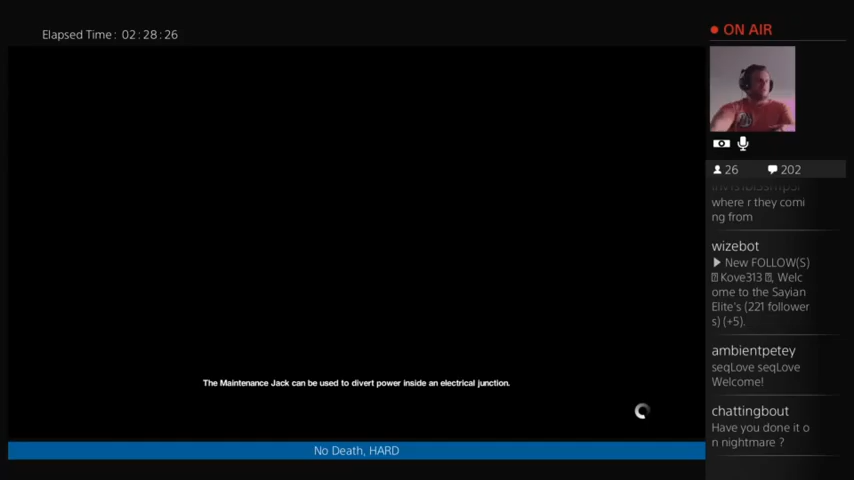 Elapsed Time: 02:28:26
ON AIR
26 202
where r they comi
ng from
wizebot
New FOLLOW(S)
Kove313 , Welc
ome to the Sayian
Elite's (221 follower
s) (+5).
ambientpetey
seqLove seqLove
Welcome!
chattingbout
Have you done it o
n nightmare ?
The Maintenance Jack can be used to divert power inside an electrical junction.
No Death, HARD